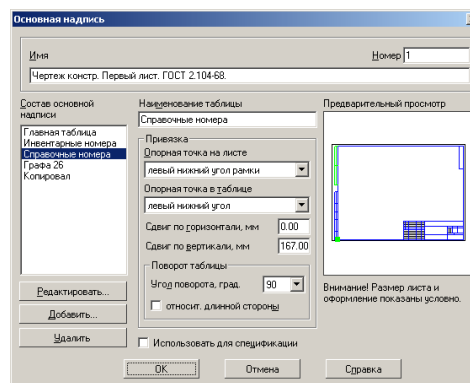 Основная надпись
Имя
Номер 1
Чертеж констр. Первый лист. ГОСТ 2.104-68.
Состав основной надписи
Главная таблица
Инвентарные номера
Справочные номера
Графа 26
Копировал
Редактировать...
Добавить...
Удалить
Наименование таблицы
Справочные номера
Привязка
Опорная точка на листе
левый нижний угол рамки
Опорная точка в таблице
левый нижний угол
Сдвиг по горизонтали, мм 0.00
Сдвиг по вертикали, мм 167.00
Поворот таблицы
Угол поворота, град. 90
относит. длинной стороны
Использовать для спецификации
Предварительный просмотр
Внимание! Размер листа и
оформление показаны условно.
OK
Отмена
Справка